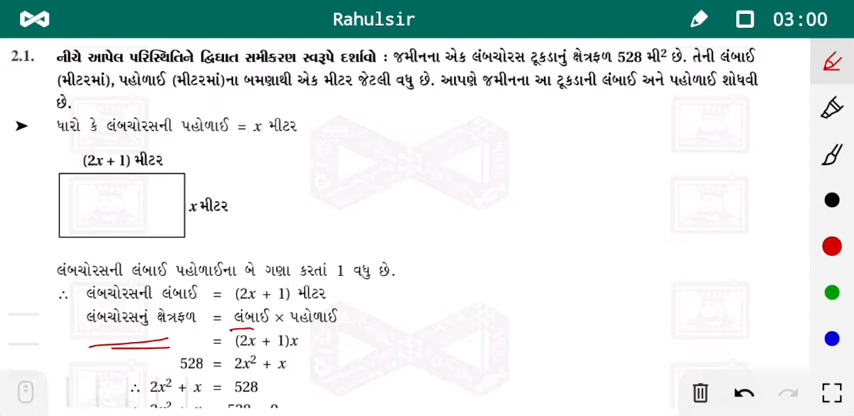 Rahulsir 03:00
2.1. નીચે આપેલ પરિસ્થિતિને દ્વિઘાત સમીકરણ સ્વરૂપે દર્શાવો : જમીનના એક લંબચોરસ ટૂકડાનું ક્ષેત્રફળ 528 મી² છે. તેની લંબાઈ
(મીટરમાં), પહોળાઈ (મીટરમાં)ના બમણાથી એક મીટર જેટલી વધુ છે. આપણે જમીનના આ ટૂકડાની લંબાઈ અને પહોળાઈ શોધવી
છે.
➤ ધારો કે લંબચોરસની પહોળાઈ = x મીટર
(2x + 1) મીટર
x મીટર
લંબચોરસની લંબાઈ પહોળાઈના બે ગણા કરતાં 1 વધુ છે.
∴ લંબચોરસની લંબાઈ = (2x + 1) મીટર
લંબચોરસનું ક્ષેત્રફળ = લંબાઈ × પહોળાઈ
= (2x + 1)x
528 = 2x² + x
∴ 2x² + x = 528